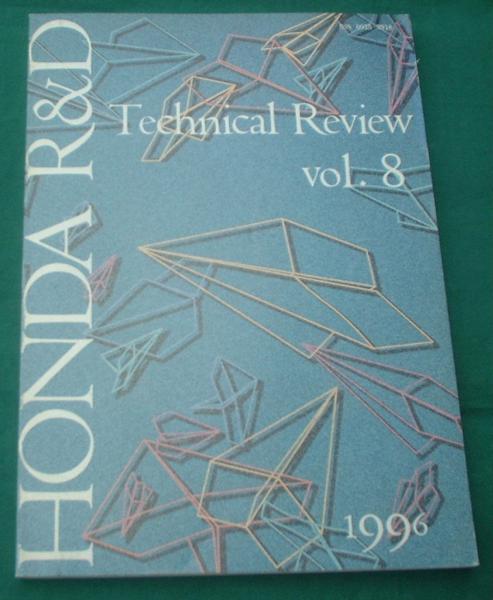 HONDA R&D
Technical Review
vol. 8
1996